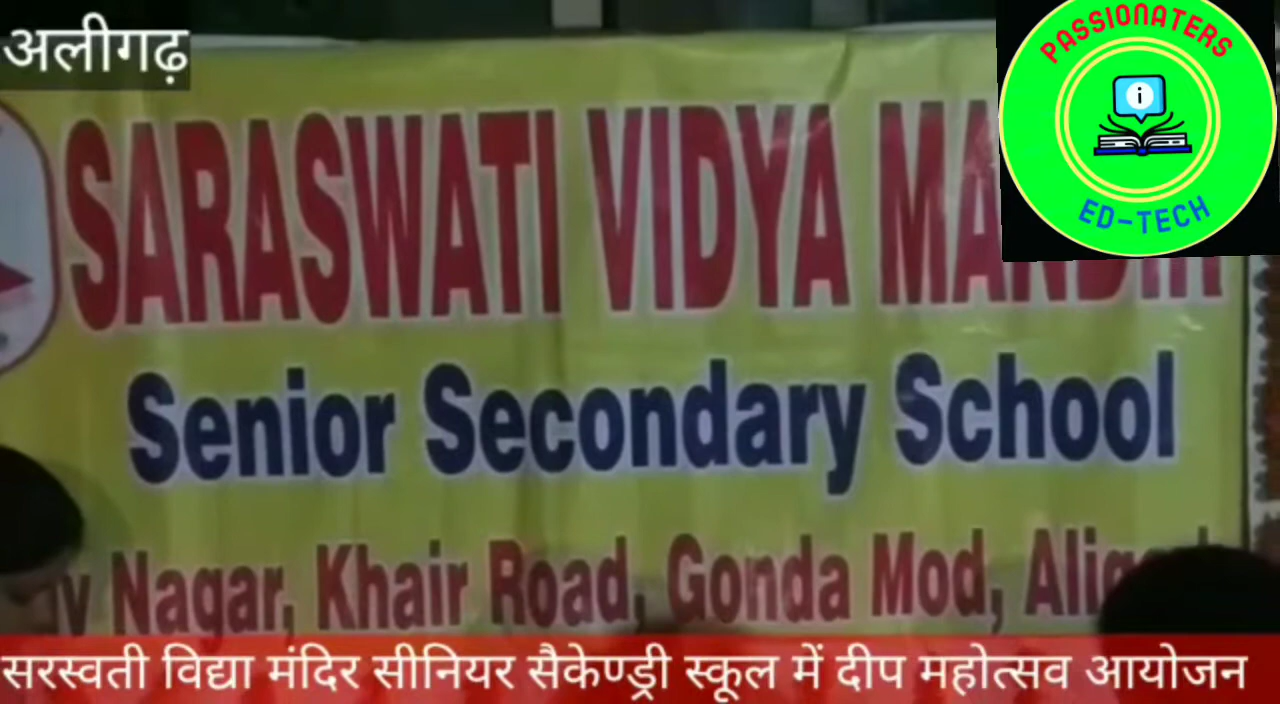 अलीगढ़
PASSIONATERS
i
ED-TECH
SARASWATI VIDYA MANDIR
Senior Secondary School
Nagar, Khair Road, Gonda Mod,
सरस्वती विद्या मंदिर सीनियर सैकेण्ड्री स्कूल में दीप महोत्सव आयोजन